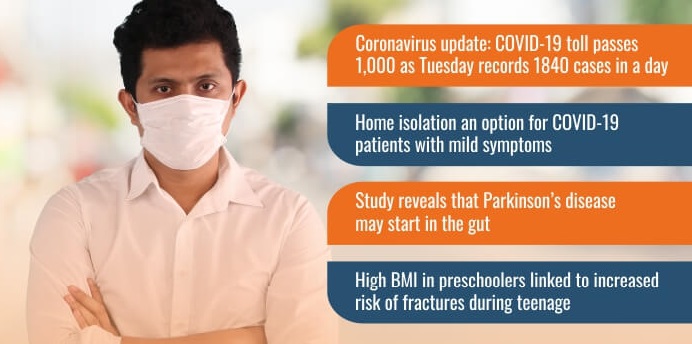 Coronavirus update: COVID-19 toll passes
1,000 as Tuesday records 1840 cases in a day
Home isolation an option for COVID-19
patients with mild symptoms
Study reveals that Parkinson's disease
may start in the gut
High BMI in preschoolers linked to increased
risk of fractures during teenage